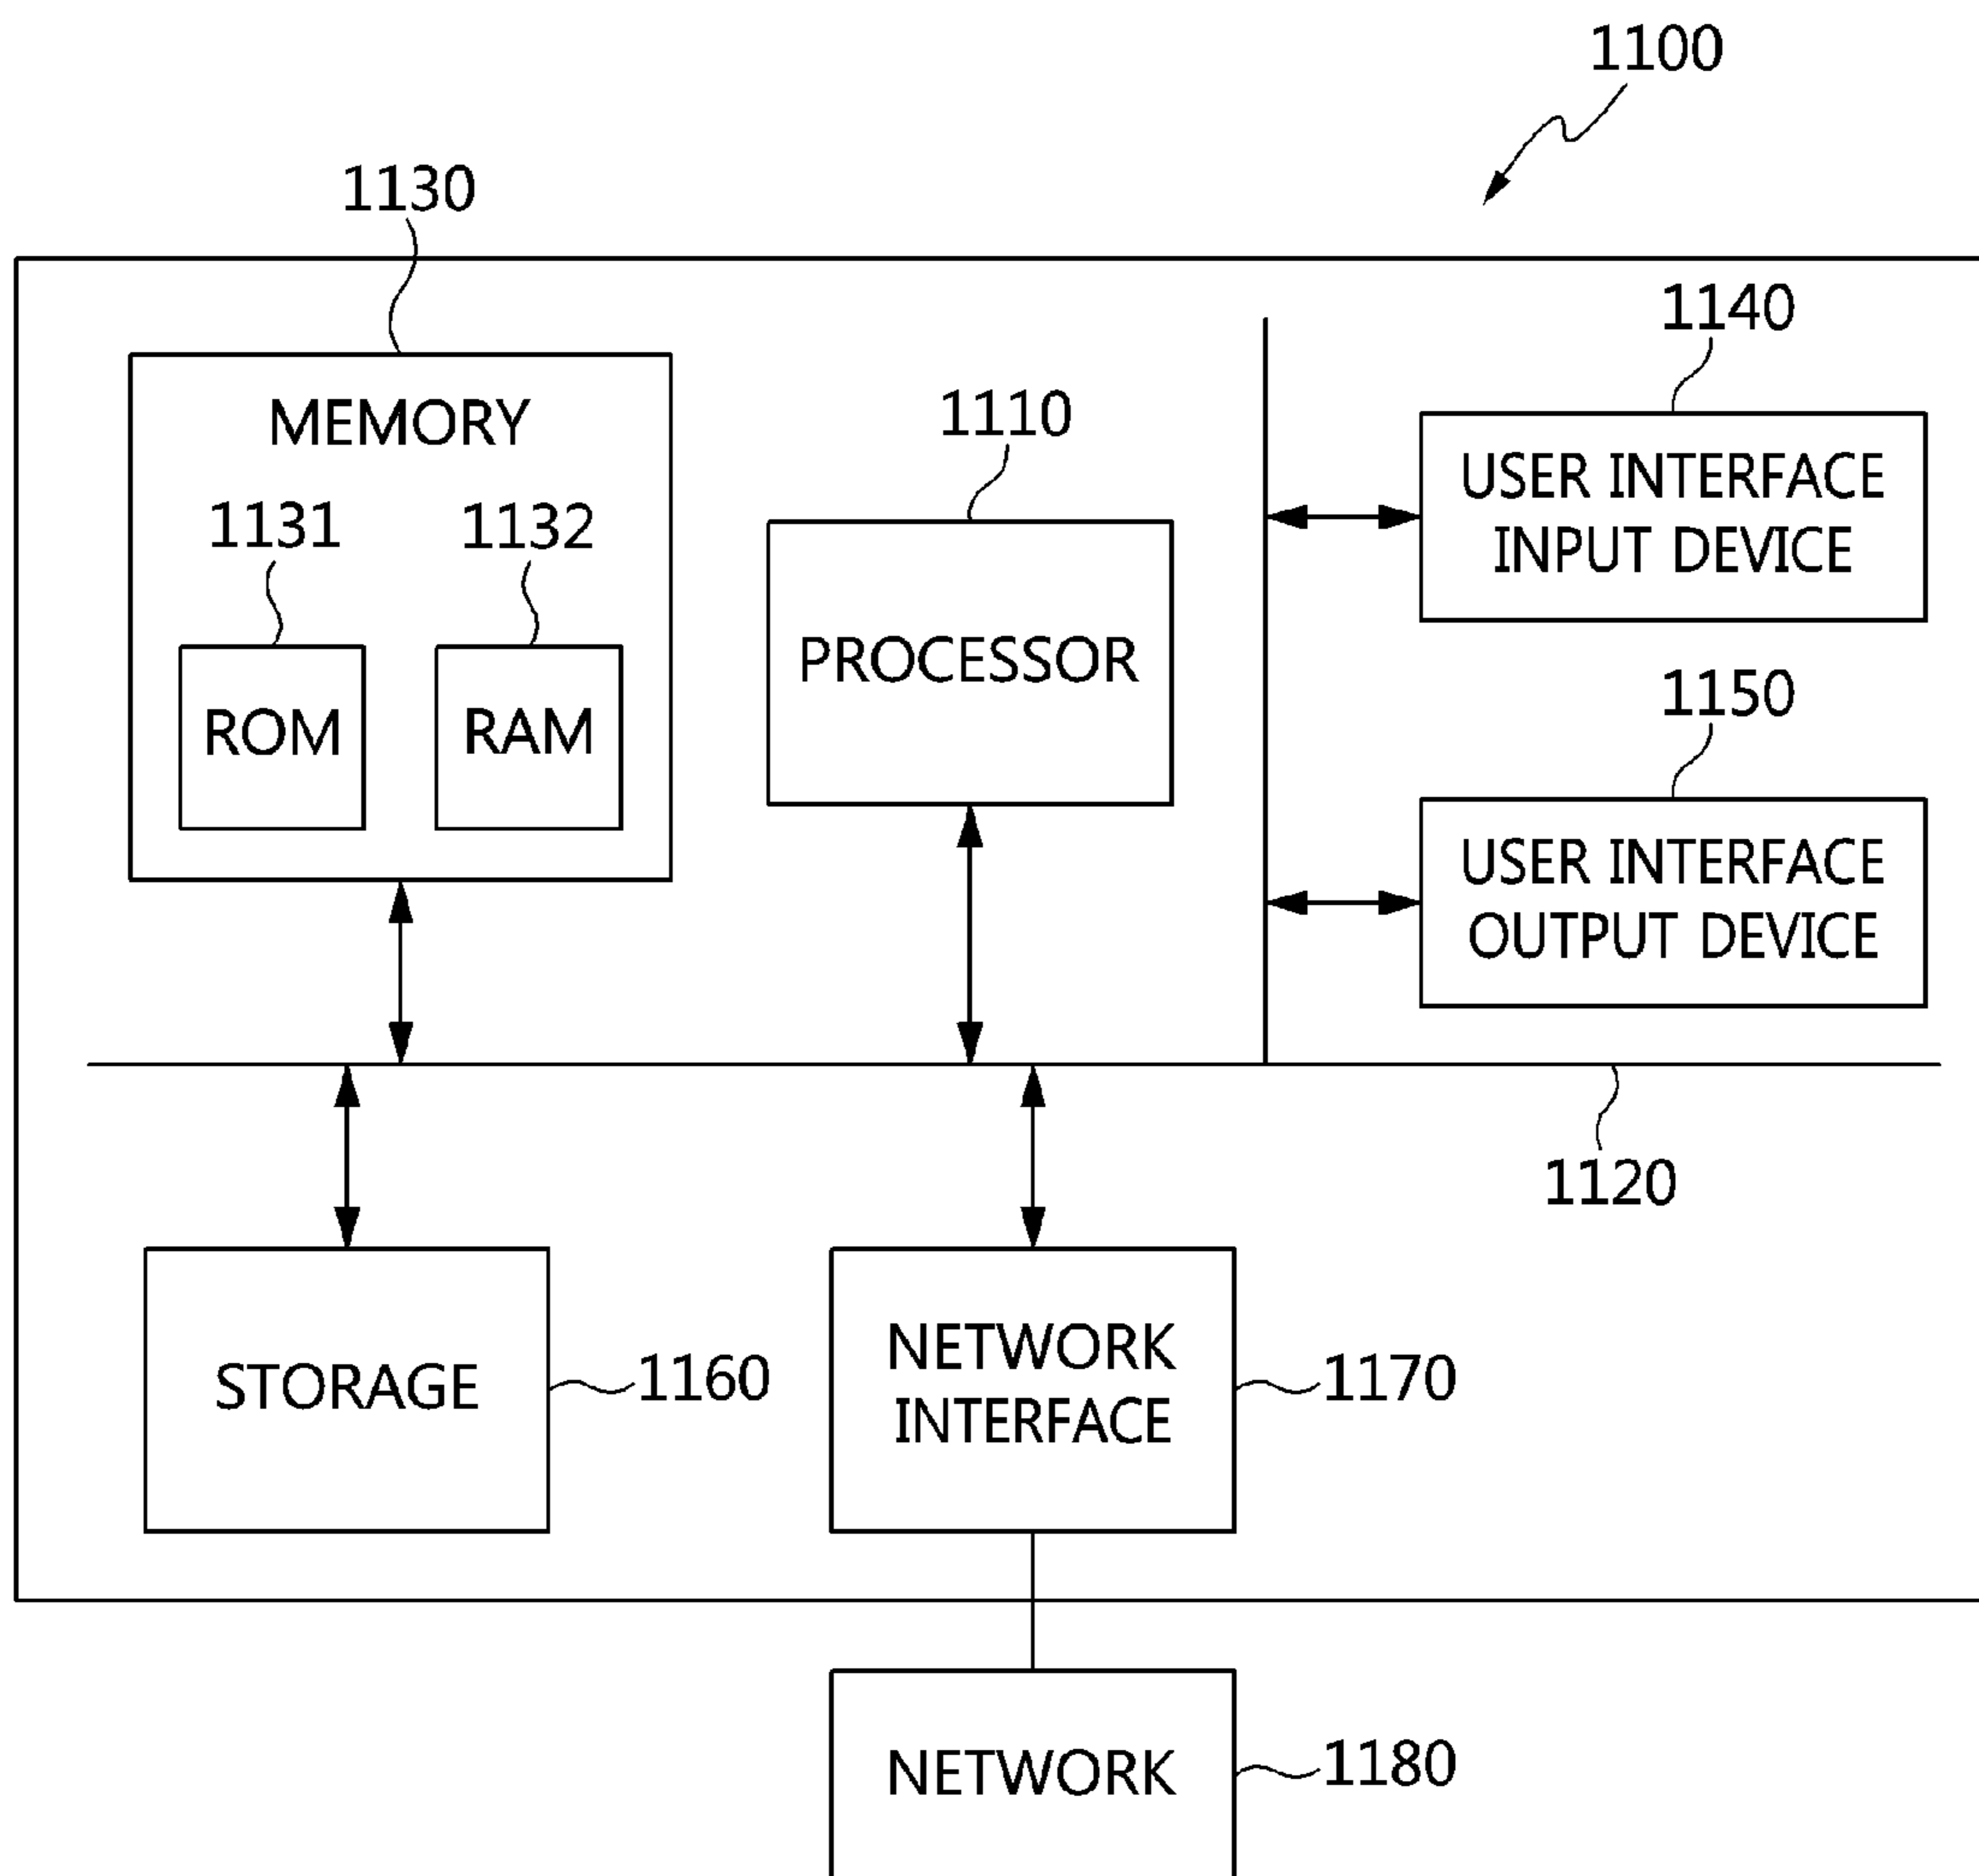 1100
1130
MEMORY
1131
1132
ROM
RAM
1110
PROCESSOR
1140
USER INTERFACE
INPUT DEVICE
1150
USER INTERFACE
OUTPUT DEVICE
1120
STORAGE
1160
NETWORK
INTERFACE
1170
NETWORK
1180